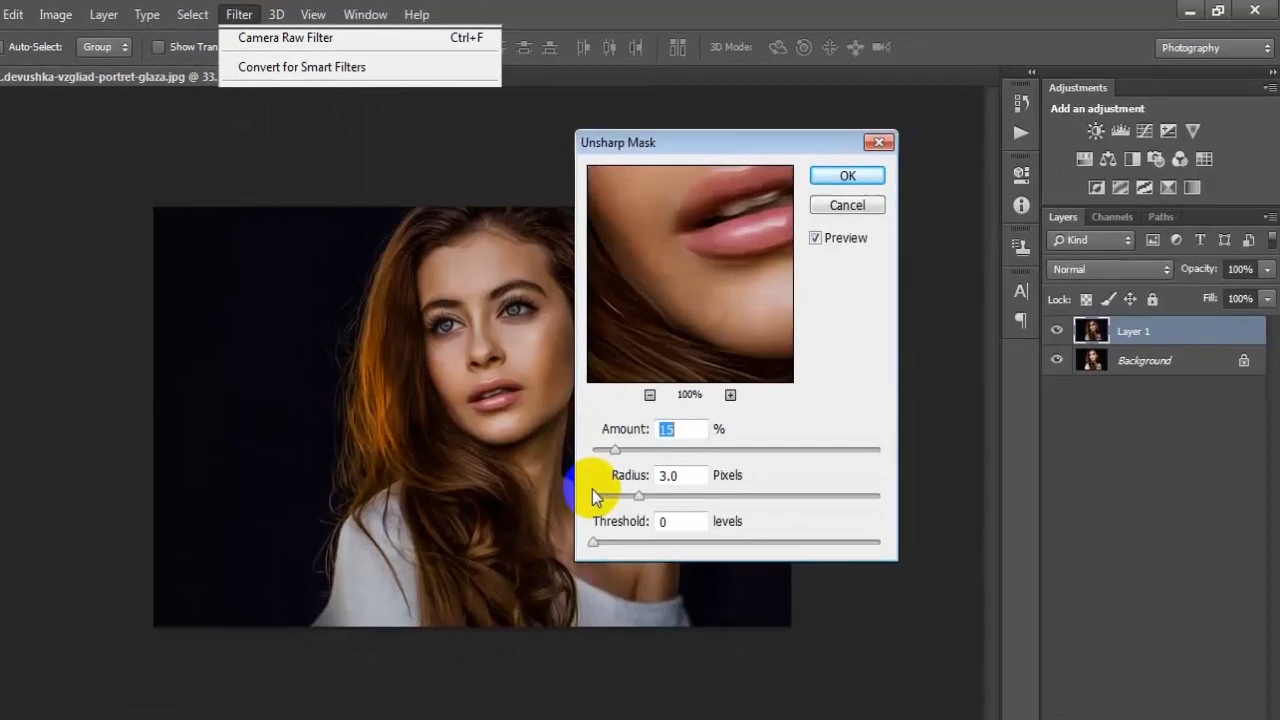 Edit Image Layer Type Select Filter 3D View Window Help
Camera Raw Filter Ctrl+F
Auto-Select: Group Show Tran 3D Mode: Photography
Convert for Smart Filters
.devushka-vzgliad-portret-glaza.jpg @ 33.
Adjustments
Add an adjustment
Unsharp Mask
OK
Cancel
Preview
100%
Amount: 15 %
Radius: 3.0 Pixels
Threshold: 0 levels
Layers Channels Paths
Kind
Normal Opacity: 100%
Lock: Fill: 100%
Layer 1
Background